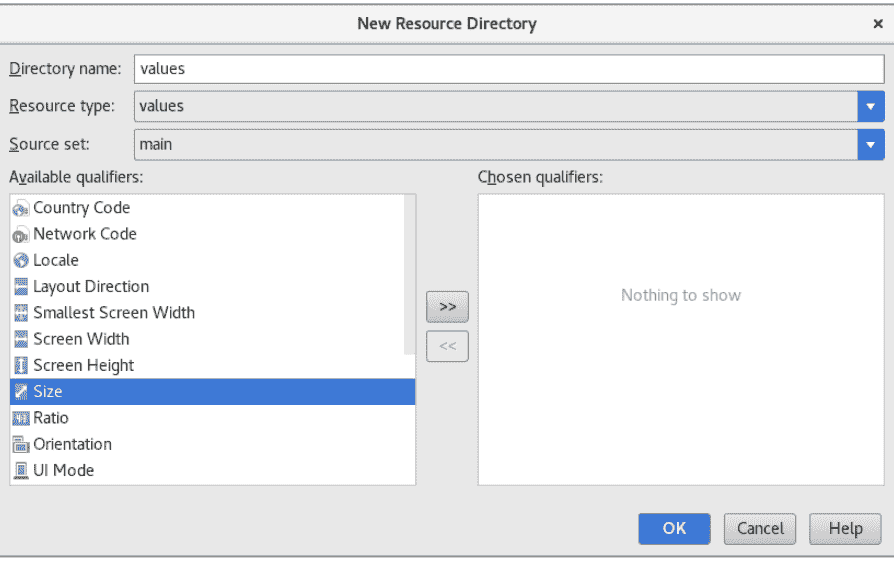 New Resource Directory ×
Directory name: values
Resource type: values
Source set: main
Available qualifiers: Chosen qualifiers:
Country Code
Network Code
Locale
Layout Direction
Nothing to show
Smallest Screen Width
>>
Screen Width
<<
Screen Height
Size
Ratio
Orientation
UI Mode
OK Cancel Help